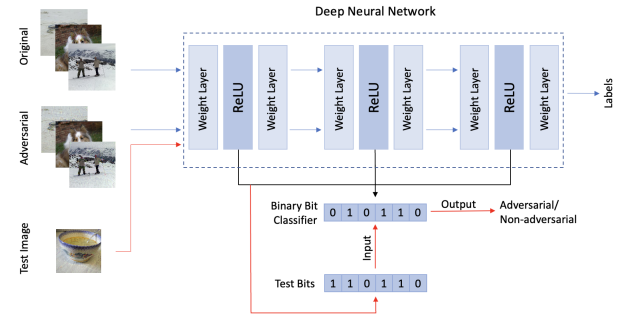 Deep Neural Network
Original
Adversarial
Test Image
Weight Layer
ReLU
Weight Layer
Weight Layer
ReLU
Weight Layer
Weight Layer
ReLU
Weight Layer
Labels
Binary Bit
Classifier
0 1 0 1 1 0
Output
Adversarial/
Non-adversarial
Input
Test Bits
1 1 0 1 1 0